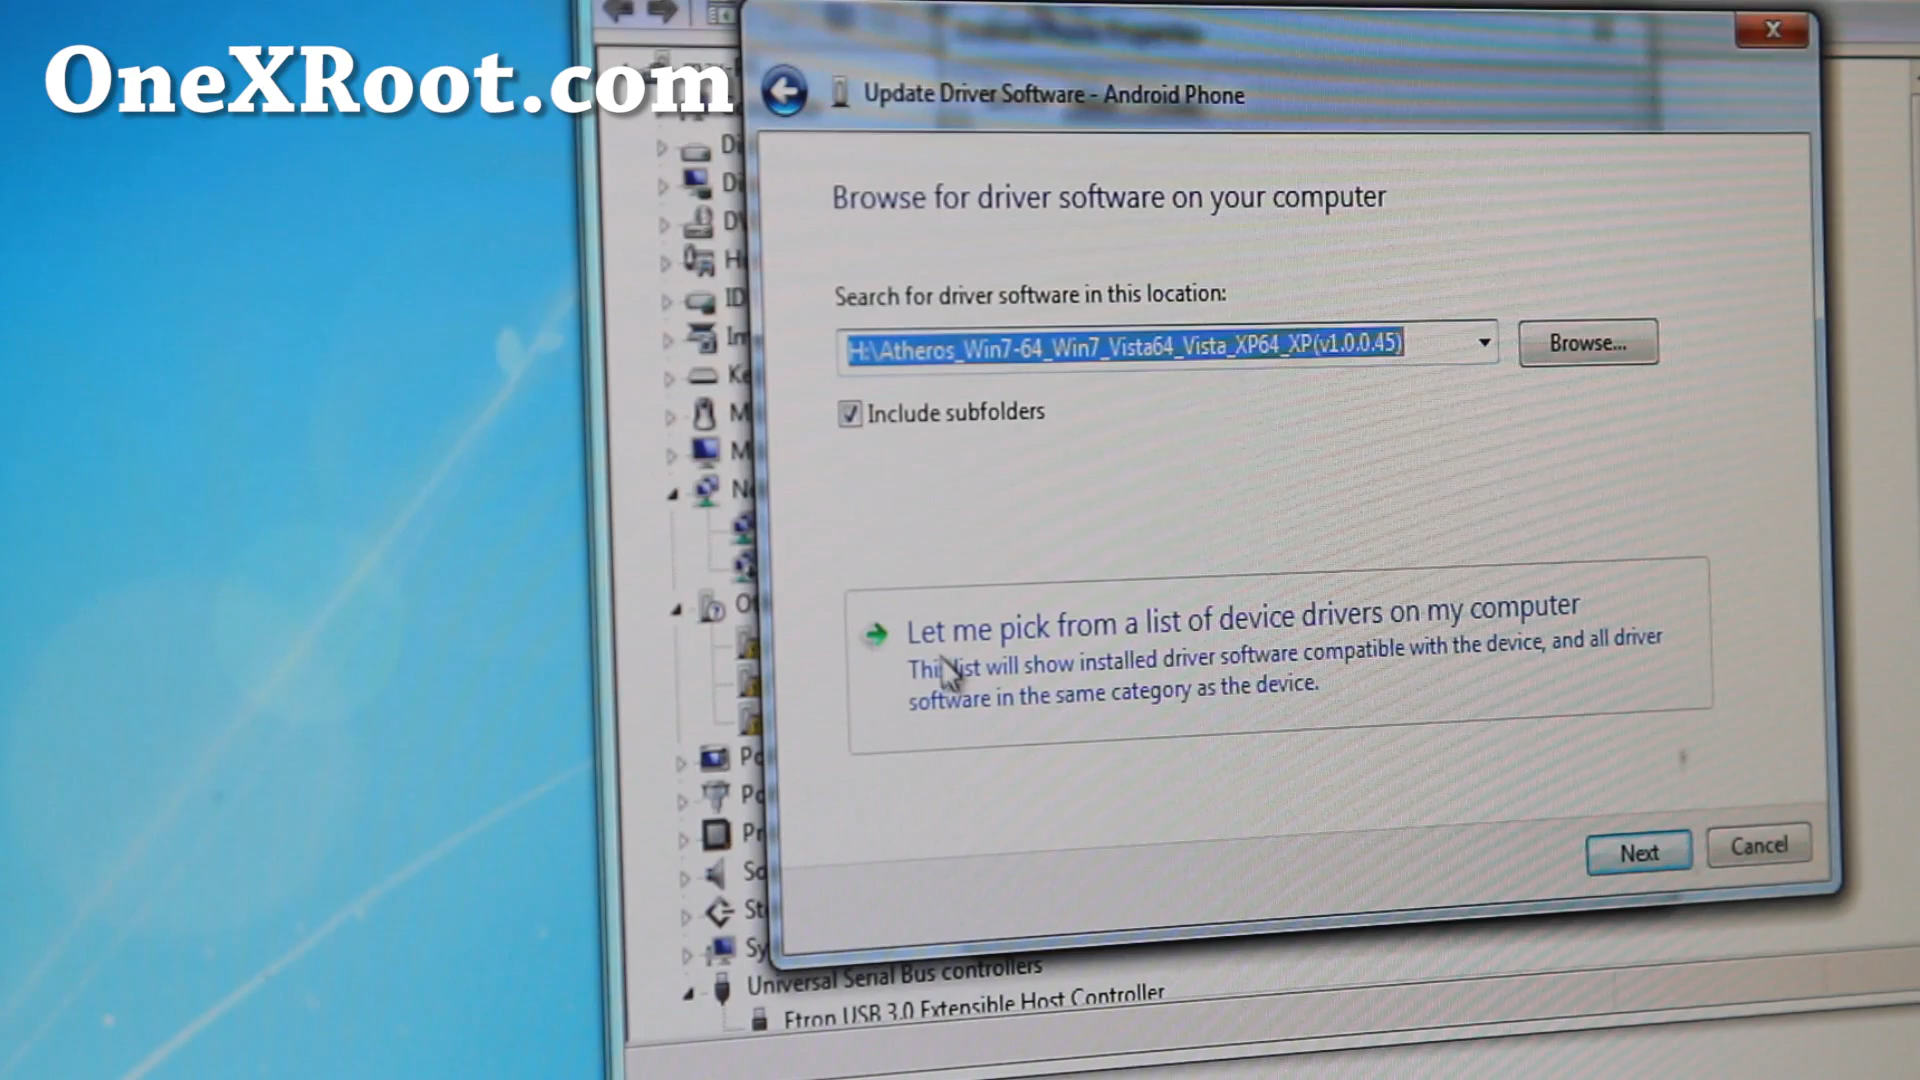 OneXRoot.com
Update Driver Software - Android Phone
Browse for driver software on your computer
Search for driver software in this location:
H:\Atheros_Win7-64_Win7_Vista64_Vista_XP64_XP(v1.0.0.45)
Browse...
Include subfolders
Let me pick from a list of device drivers on my computer
This list will show installed driver software compatible with the device, and all driver
software in the same category as the device.
Next
Cancel
Universal Serial Bus controllers
Etron USB 3.0 Extensible Host Controller